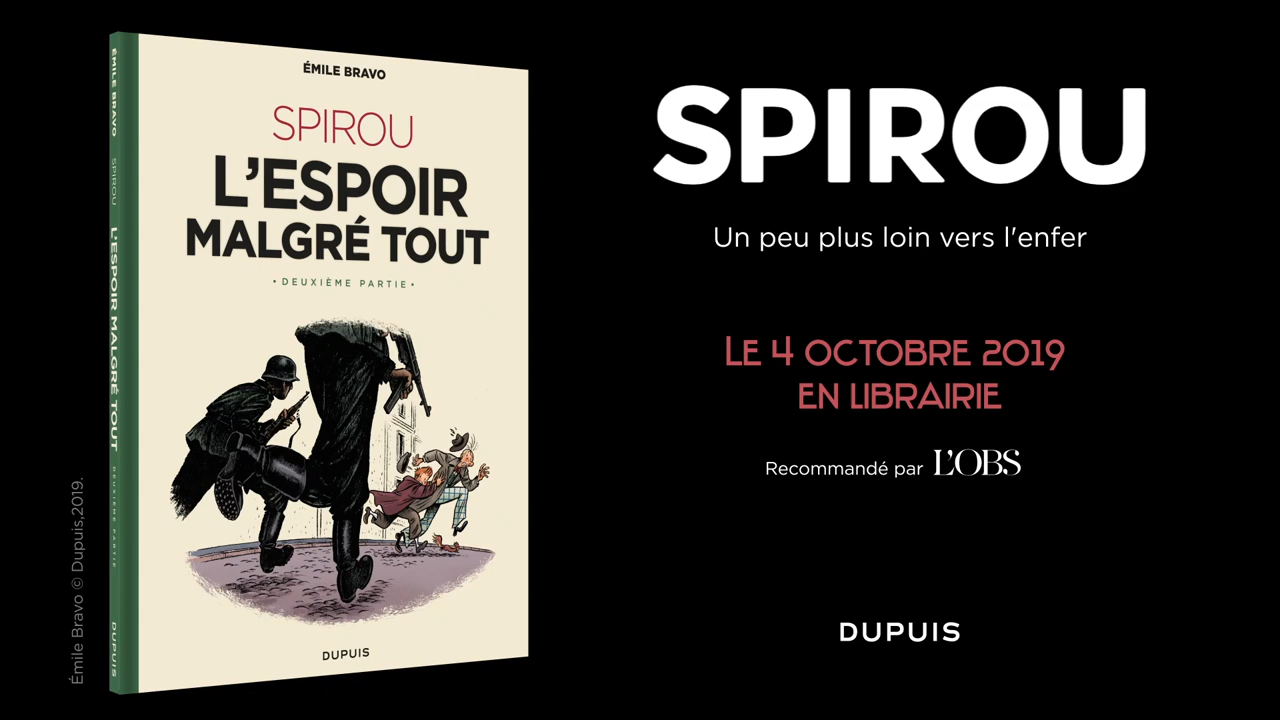 ÉMILE BRAVO
SPIROU
L'ESPOIR
MALGRÉ TOUT
• DEUXIÈME PARTIE •
DUPUIS
ÉMILE BRAVO SPIROU L'ESPOIR MALGRÉ TOUT DEUXIÈME PARTIE DUPUIS
Émile Bravo © Dupuis,2019.
SPIROU
Un peu plus loin vers l'enfer
LE 4 OCTOBRE 2019
EN LIBRAIRIE
Recommandé par L'OBS
DUPUIS